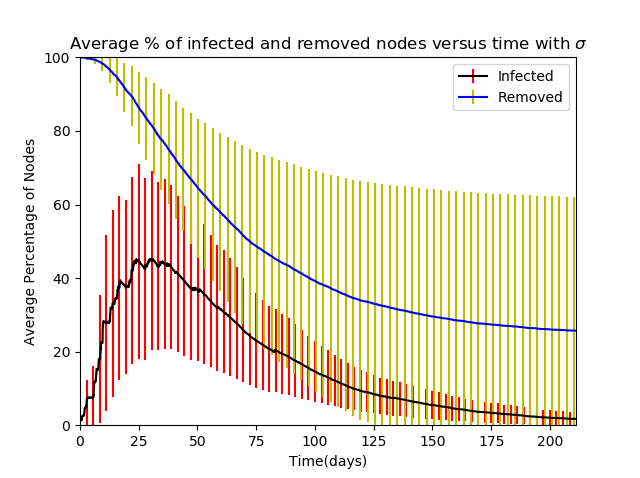 Average % of infected and removed nodes versus time with σ
Average Percentage of Nodes
100
80
60
40
20
0
Infected
Removed
0 25 50 75 100 125 150 175 200
Time(days)